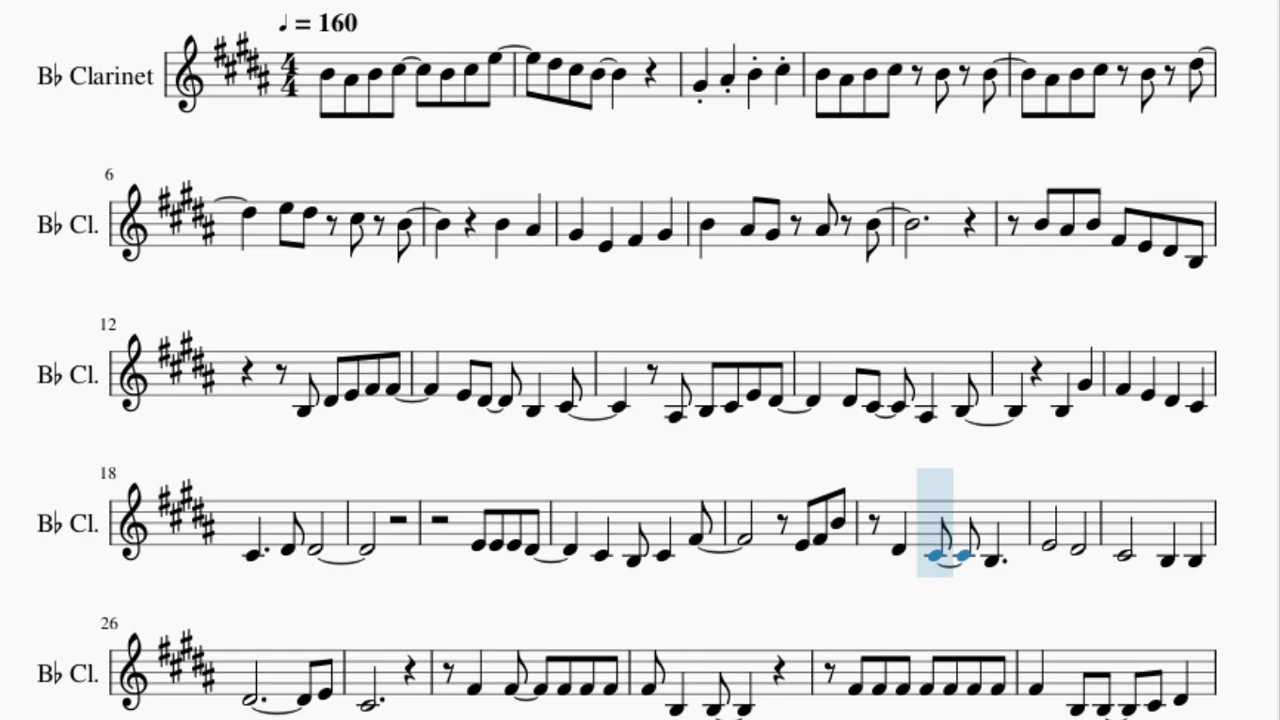 ♩ = 160
B♭ Clarinet
4
4
6
B♭ Cl.
12
B♭ Cl.
18
B♭ Cl.
26
B♭ Cl.